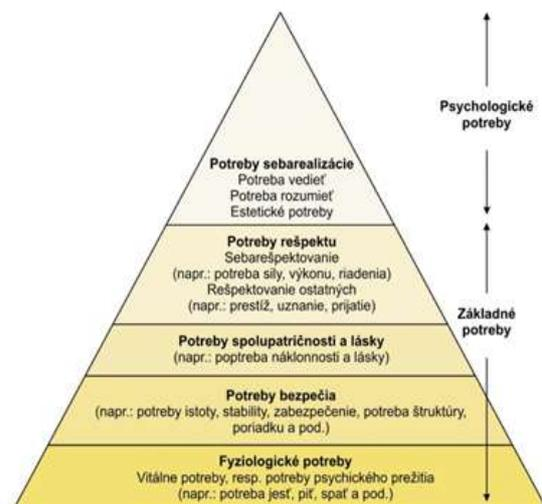 Psychologické
potreby
Potreby sebarealizácie
Potreba vedieť
Potreba rozumieť
Estetické potreby
Potreby rešpektu
Sebarešpektovanie
(napr.: potreba sily, výkonu, riadenia)
Rešpektovanie ostatných
(napr.: prestíž, uznanie, prijatie)
Základné
potreby
Potreby spolupatričnosti a lásky
(napr.: poptreba náklonnosti a lásky)
Potreby bezpečia
(napr.: potreby istoty, stability, zabezpečenie, potreba štruktúry,
poriadku a pod.)
Fyziologické potreby
Vitálne potreby, resp. potreby psychického prežitia
(napr.: potreba jesť, piť, spať a pod.)